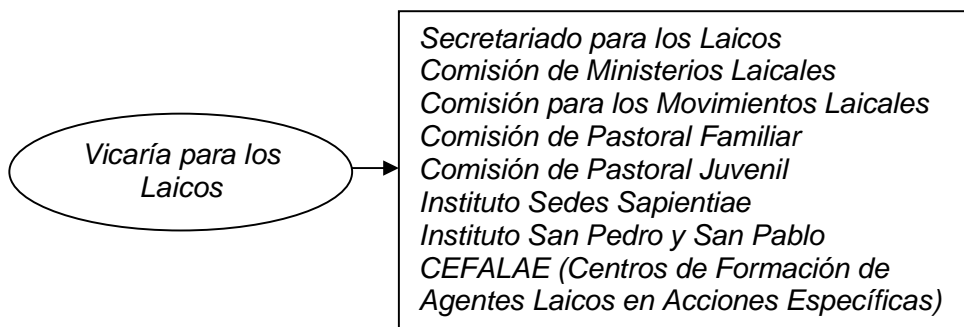 Vicaría para los
Laicos
Secretariado para los Laicos
Comisión de Ministerios Laicales
Comisión para los Movimientos Laicales
Comisión de Pastoral Familiar
Comisión de Pastoral Juvenil
Instituto Sedes Sapientiae
Instituto San Pedro y San Pablo
CEFALAE (Centros de Formación de
Agentes Laicos en Acciones Específicas)